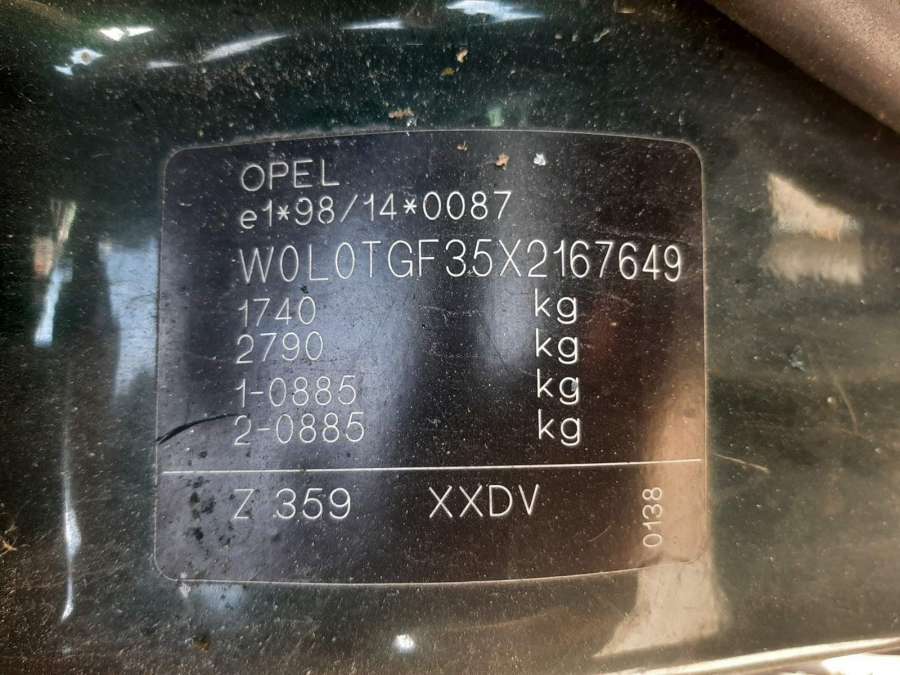 OPEL
e1*98/14*0087
W0L0TGF35X2167649
1740 kg
2790 kg
1-0885 kg
2-0885 kg
Z 359 XXDV 0138